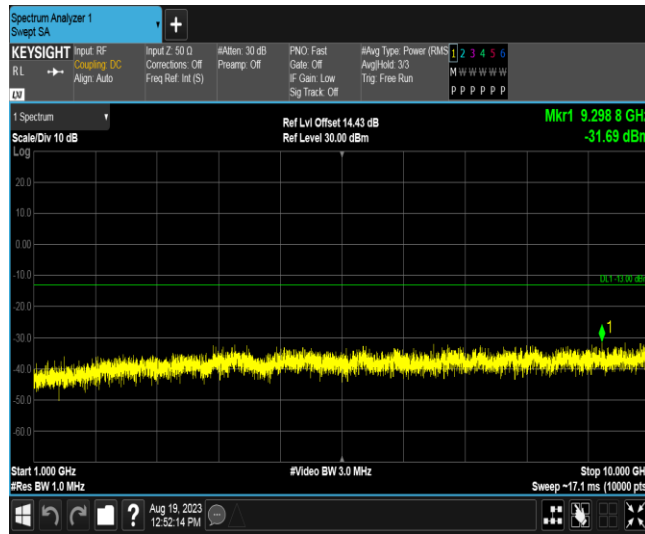 Spectrum Analyzer 1
Swept SA
+
KEYSIGHT
RL
LXI
Input: RF
Coupling: DC
Align: Auto
Input Z: 50 Ω
Corrections: Off
Freq Ref: Int (S)
#Atten: 30 dB
Preamp: Off
PNO: Fast
Gate: Off
IF Gain: Low
Sig Track: Off
#Avg Type: Power (RMS
Avg|Hold: 3/3
Trig: Free Run
1 2 3 4 5 6
M W W W W W
P P P P P P
1 Spectrum
Scale/Div 10 dB
Log
Ref Lvl Offset 14.43 dB
Ref Level 30.00 dBm
Mkr1 9.298 8 GHz
-31.69 dBm
20.0
10.0
0.00
-10.0
DL1 -13.00 dBm
-20.0
-30.0
1
-40.0
-50.0
-60.0
Start 1.000 GHz
#Res BW 1.0 MHz
#Video BW 3.0 MHz
Stop 10.000 GHz
Sweep ~17.1 ms (10000 pts)
?
Aug 19, 2023
12:52:14 PM